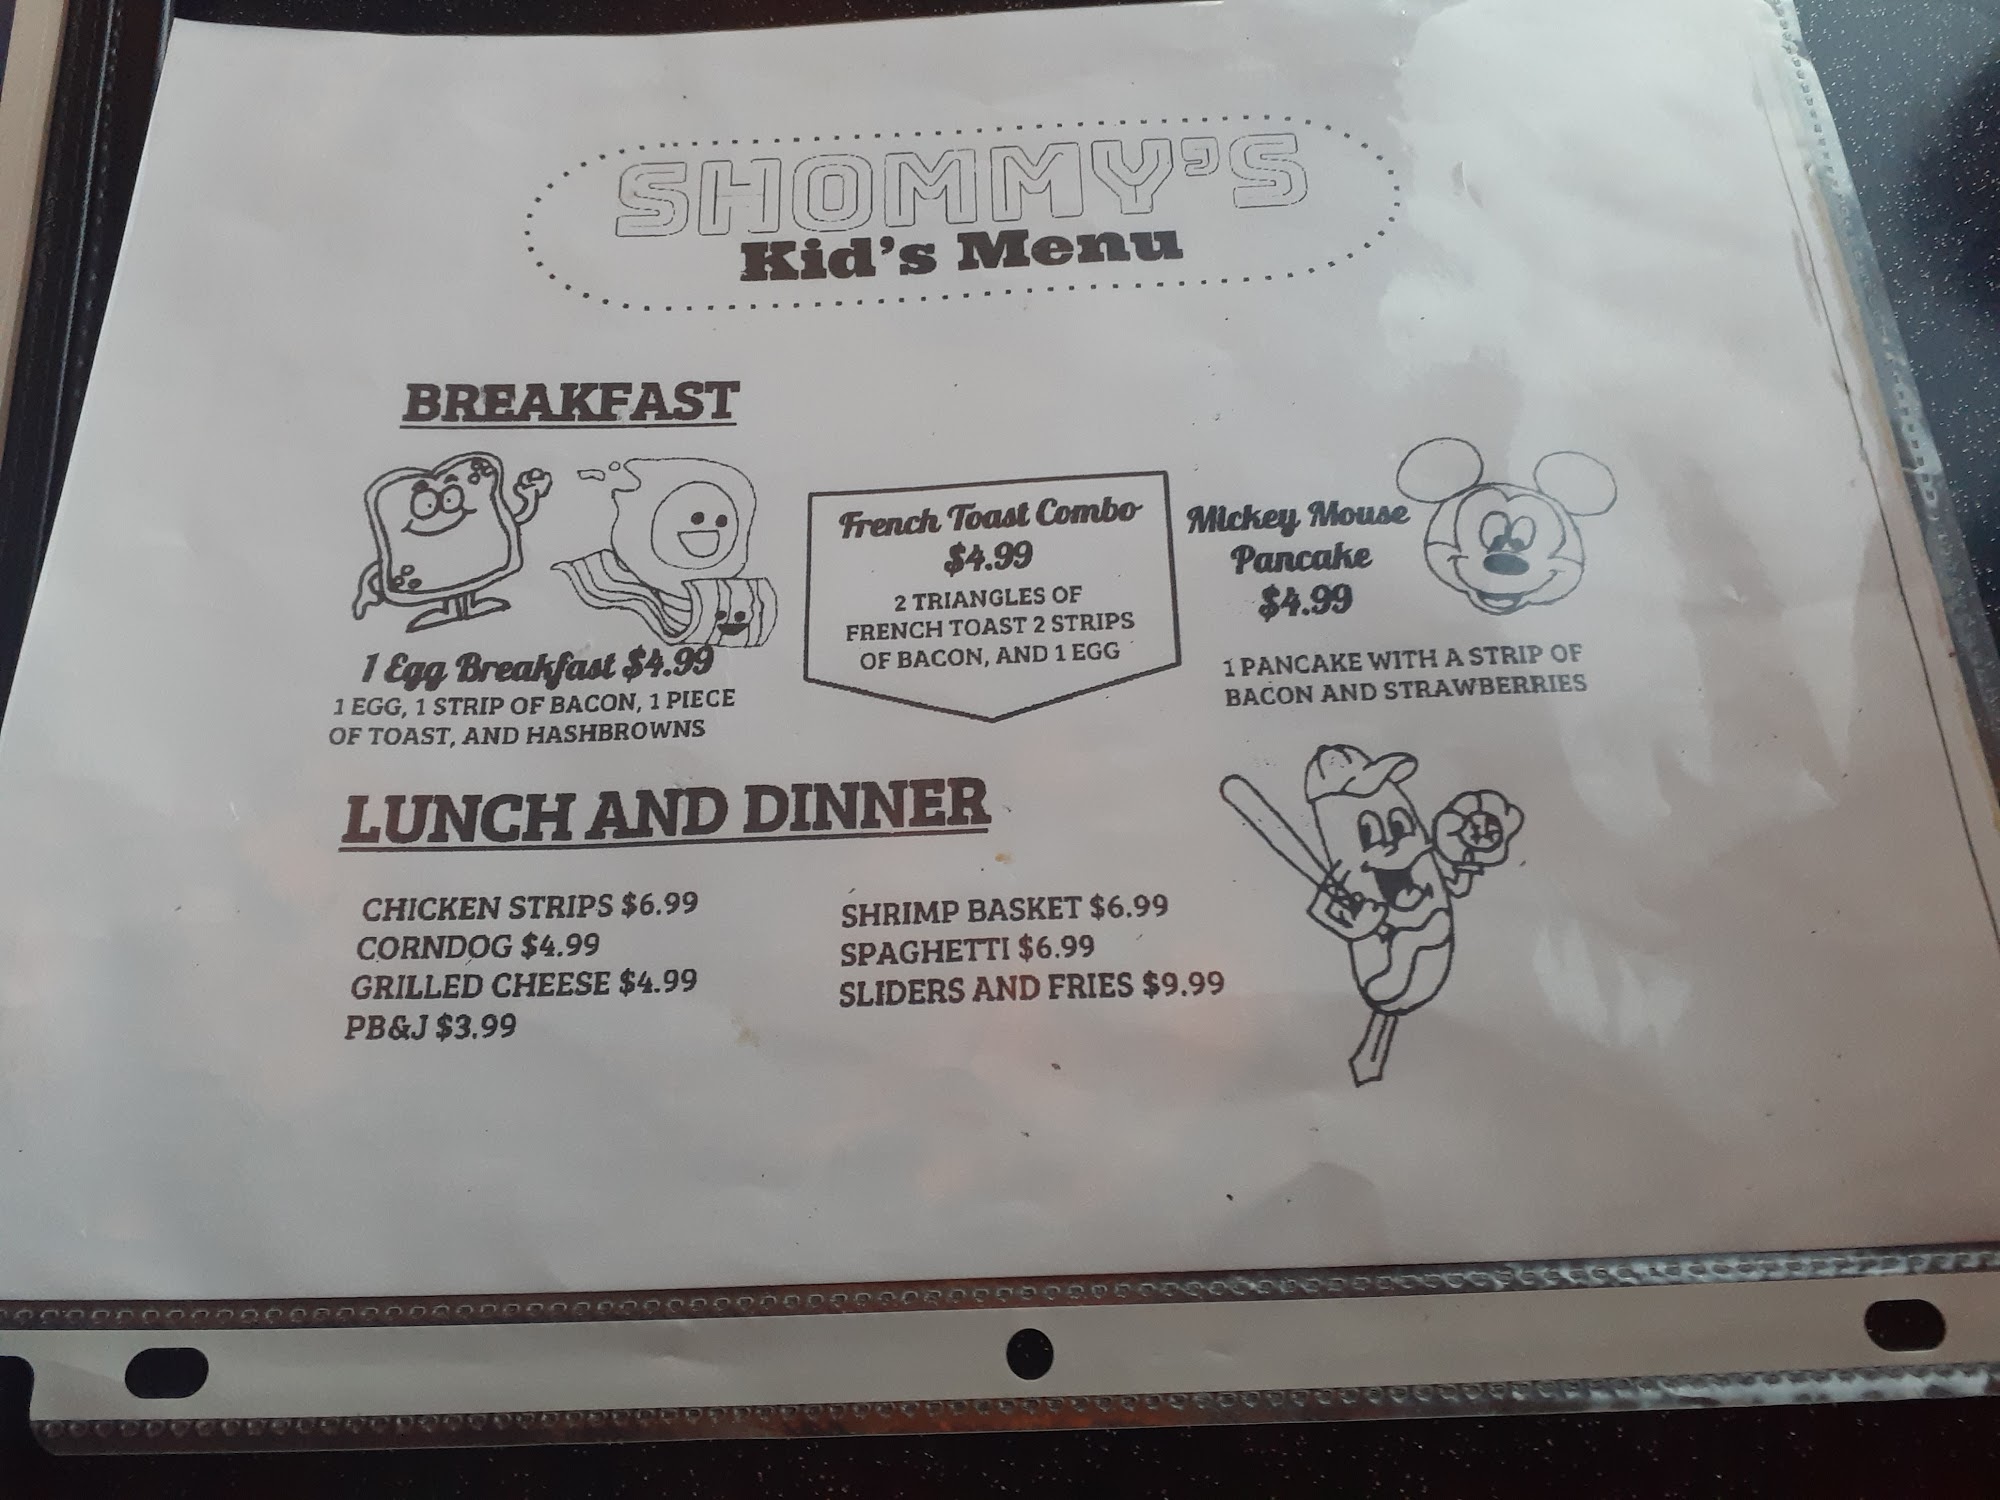 SHOMMY'S
Kid's Menu
BREAKFAST
1 Egg Breakfast $4.99
1 EGG, 1 STRIP OF BACON, 1 PIECE
OF TOAST, AND HASHBROWNS
French Toast Combo
$4.99
2 TRIANGLES OF
FRENCH TOAST 2 STRIPS
OF BACON, AND 1 EGG
Mickey Mouse
Pancake
$4.99
1 PANCAKE WITH A STRIP OF
BACON AND STRAWBERRIES
LUNCH AND DINNER
CHICKEN STRIPS $6.99
CORNDOG $4.99
GRILLED CHEESE $4.99
PB&J $3.99
SHRIMP BASKET $6.99
SPAGHETTI $6.99
SLIDERS AND FRIES $9.99